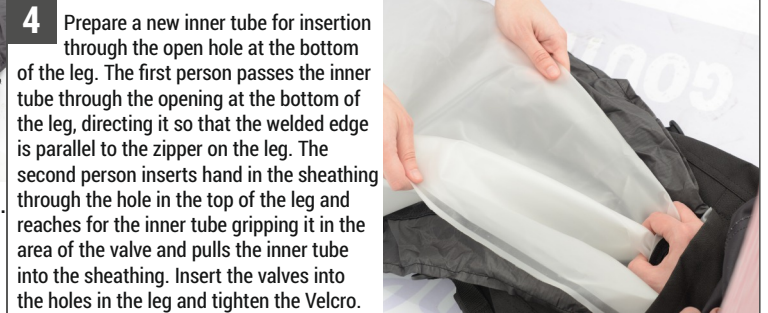 4 Prepare a new inner tube for insertion
through the open hole at the bottom
of the leg. The first person passes the inner
tube through the opening at the bottom of
the leg, directing it so that the welded edge
is parallel to the zipper on the leg. The
second person inserts hand in the sheathing
through the hole in the top of the leg and
reaches for the inner tube gripping it in the
area of the valve and pulls the inner tube
into the sheathing. Insert the valves into
the holes in the leg and tighten the Velcro.